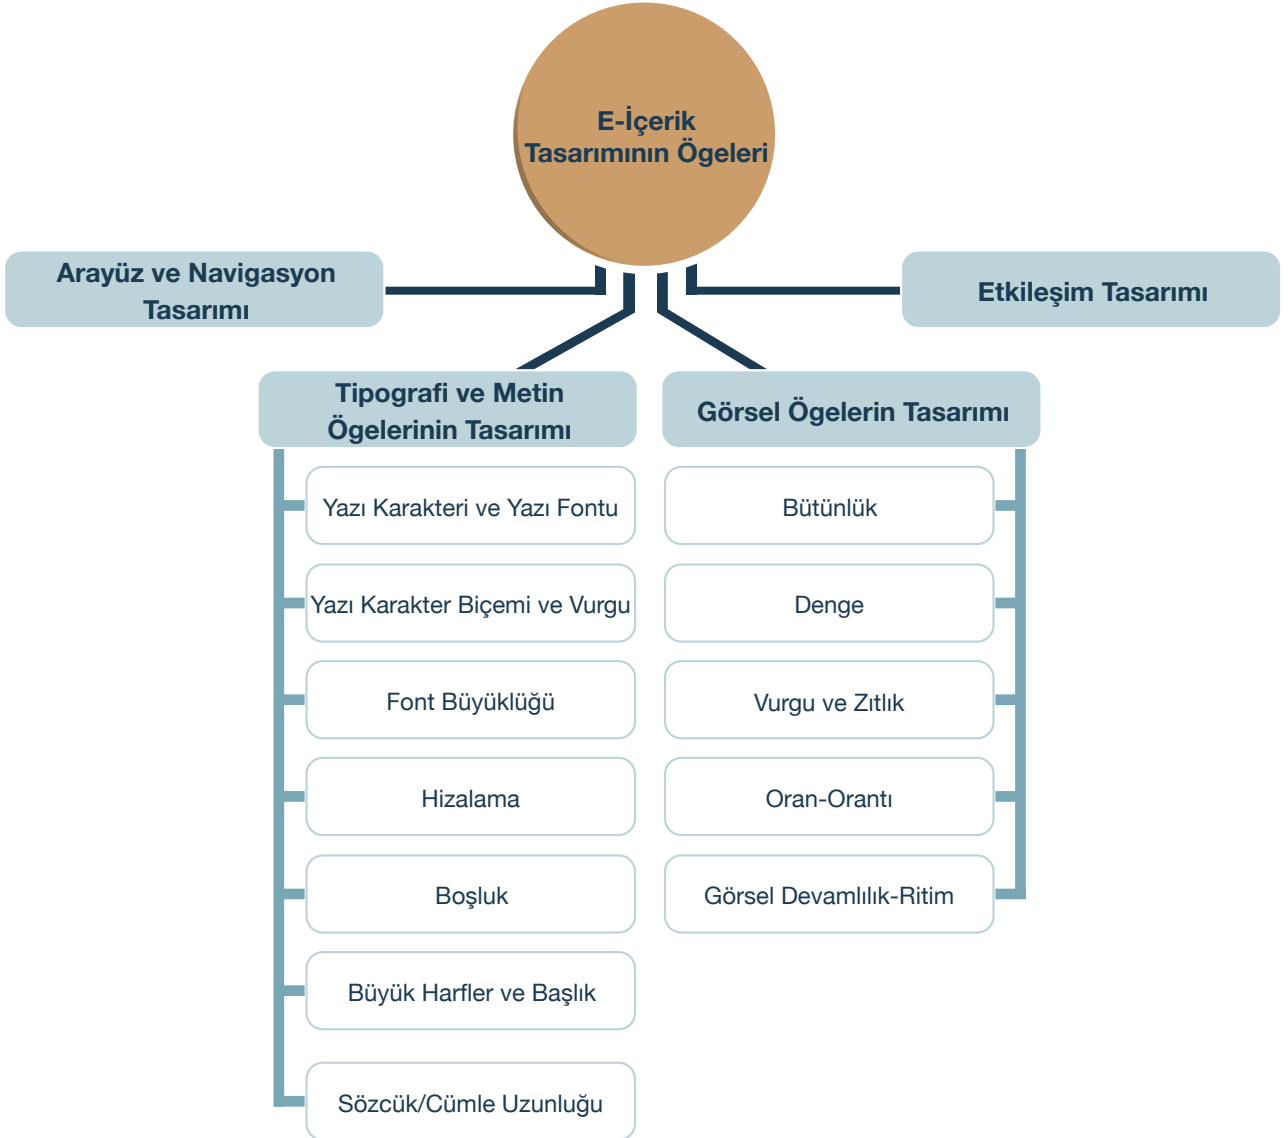 E-İçerik
Tasarımının Ögeleri
Arayüz ve Navigasyon
Tasarımı
Etkileşim Tasarımı
Tipografi ve Metin
Ögelerinin Tasarımı
Yazı Karakteri ve Yazı Fontu
Yazı Karakter Biçemi ve Vurgu
Font Büyüklüğü
Hizalama
Boşluk
Büyük Harfler ve Başlık
Sözcük/Cümle Uzunluğu
Görsel Ögelerin Tasarımı
Bütünlük
Denge
Vurgu ve Zıtlık
Oran-Orantı
Görsel Devamlılık-Ritim